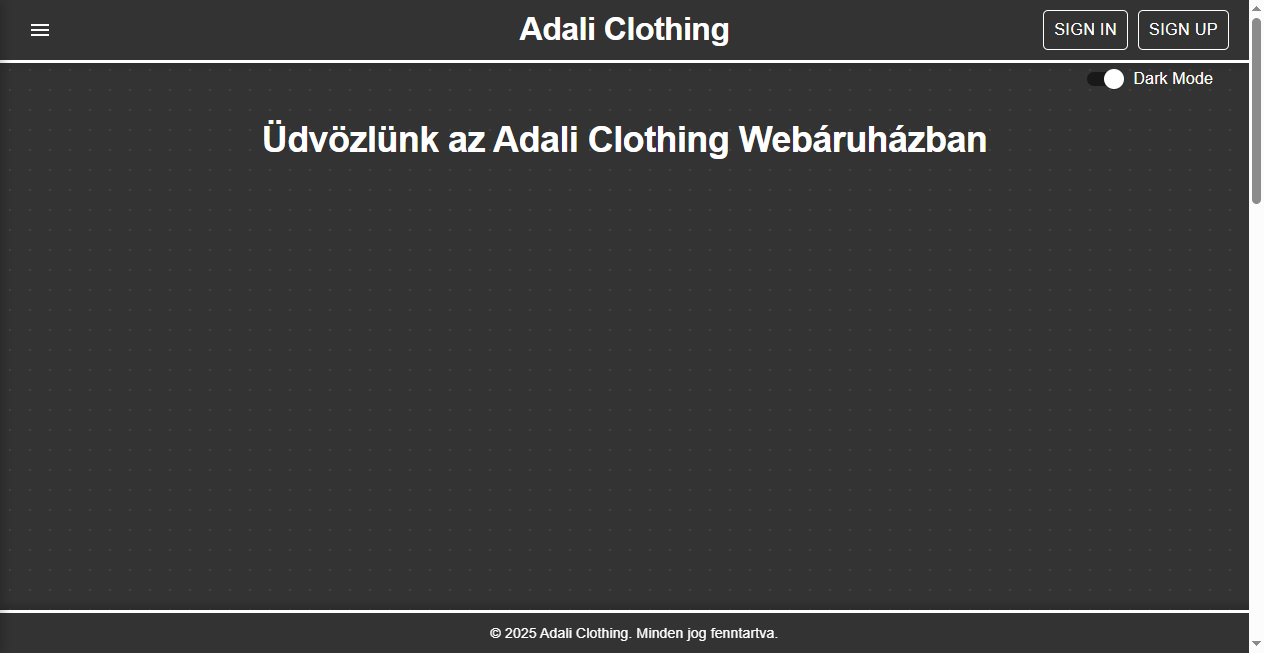 Adali Clothing
SIGN IN
SIGN UP
Dark Mode
Üdvözlünk az Adali Clothing Webáruházban
© 2025 Adali Clothing. Minden jog fenntartva.